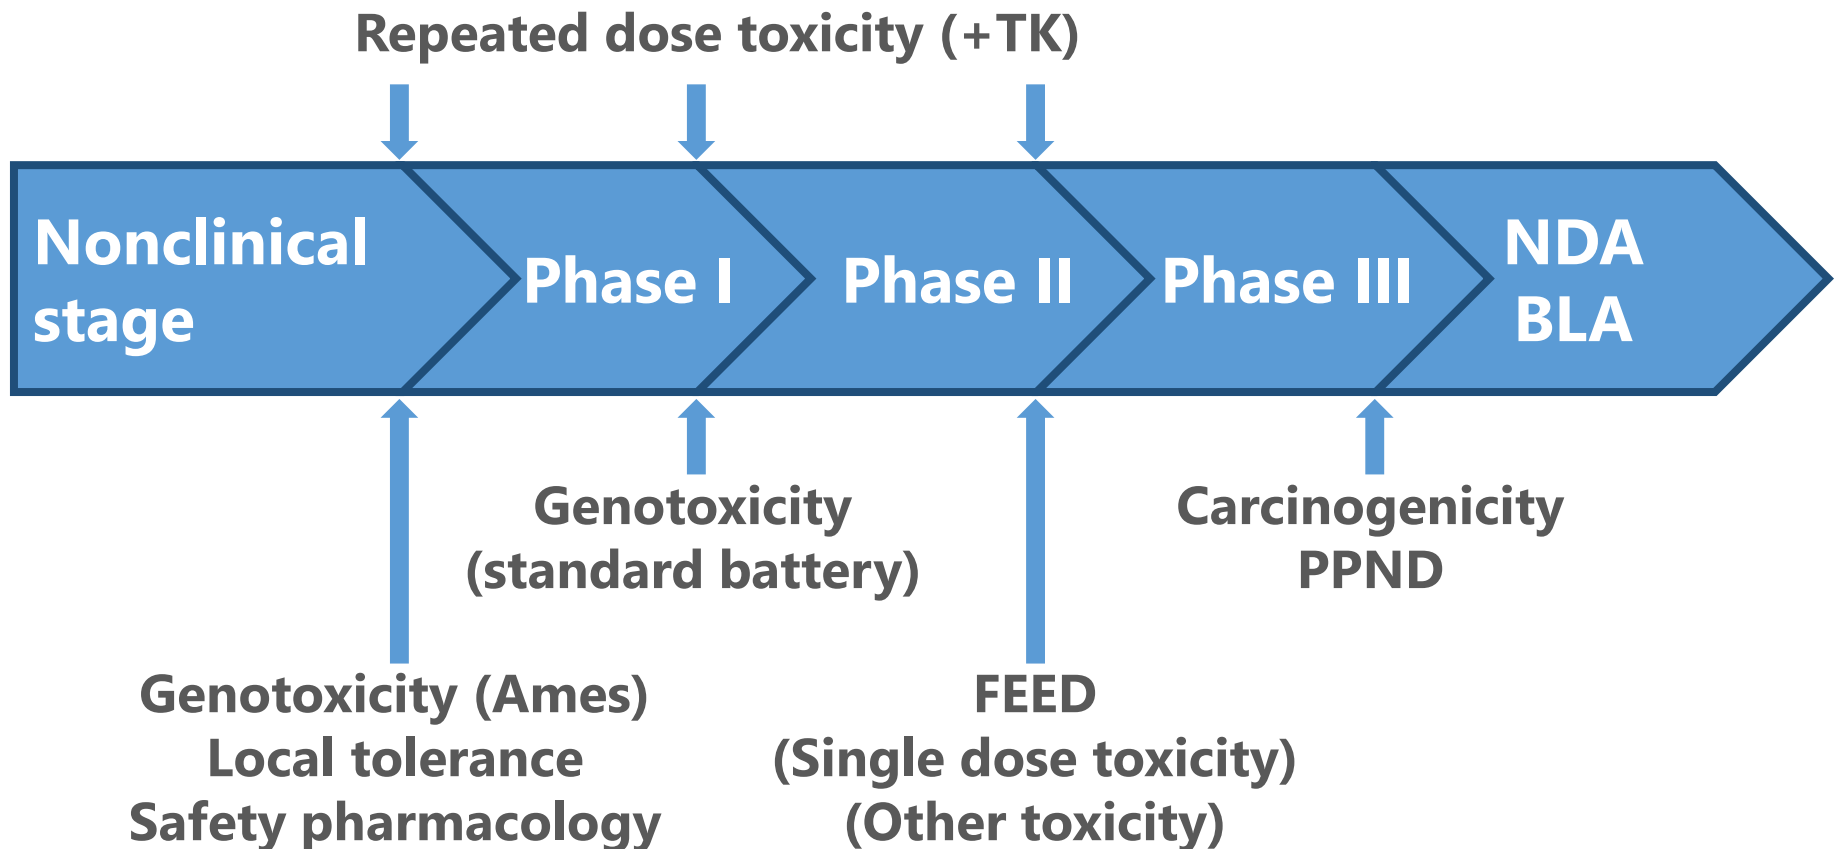 Repeated dose toxicity (+TK)
Nonclinical
stage
Phase I
Phase II
Phase III
NDA
BLA
Genotoxicity
(standard battery)
Carcinogenicity
PPND
Genotoxicity (Ames)
Local tolerance
Safety pharmacology
FEED
(Single dose toxicity)
(Other toxicity)